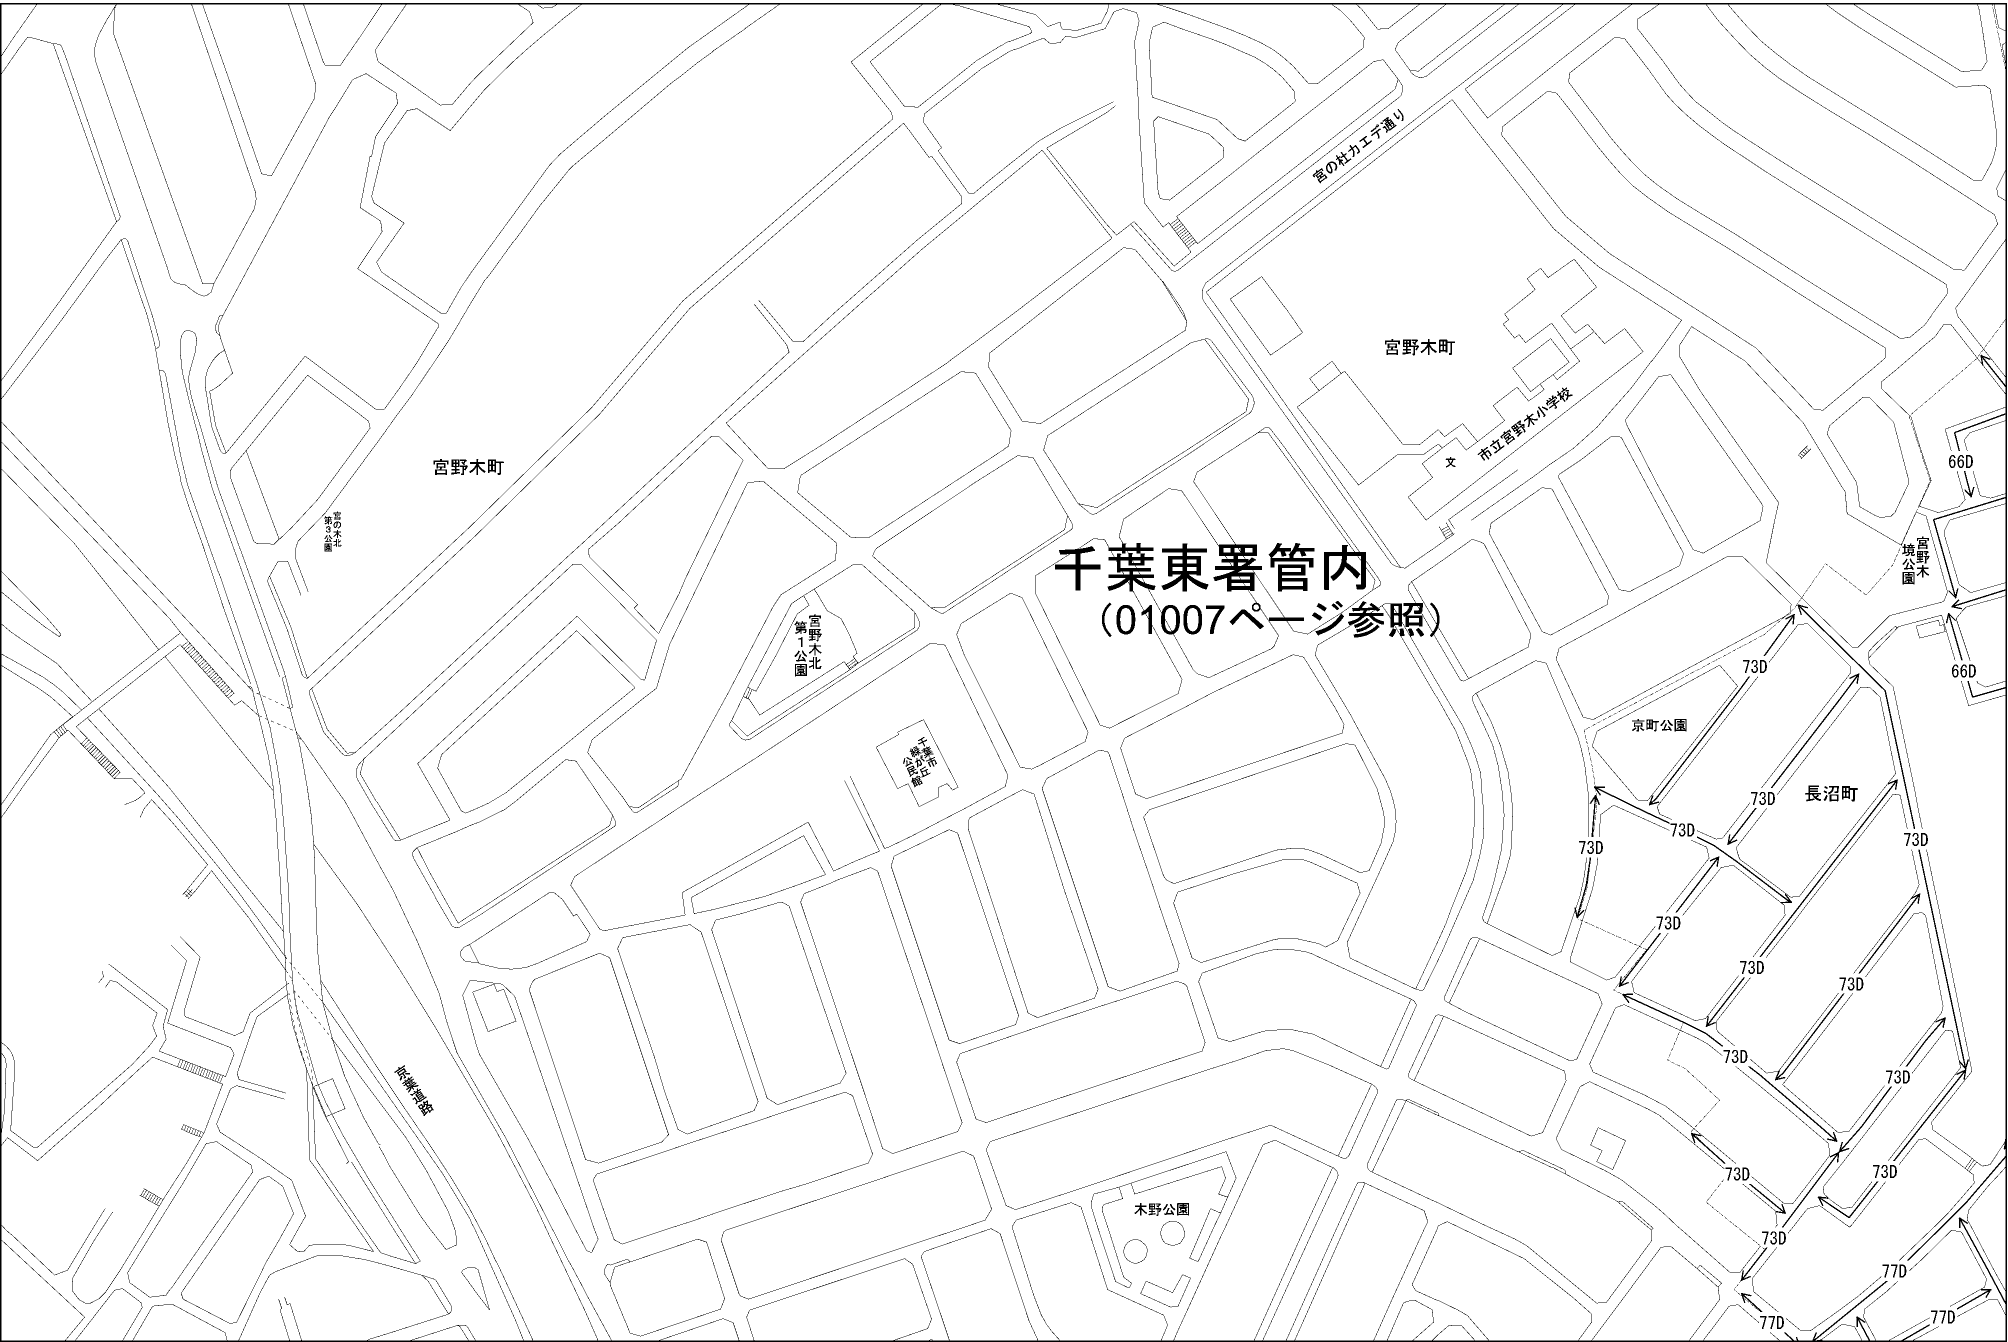 宮の杜カエデ通り
宮野木町
市立宮野木小学校
文
宮野木町
宮の木北
第3公園
66D
宮野木
境公園
千葉東署管内
（01007ページ参照）
宮野木北
第1公園
66D
73D
京町公園
千葉市
緑が丘
公民館
73D
長沼町
73D
73D
73D
73D
73D
73D
73D
京葉道路
73D
73D
73D
73D
木野公園
73D
77D
77D
77D